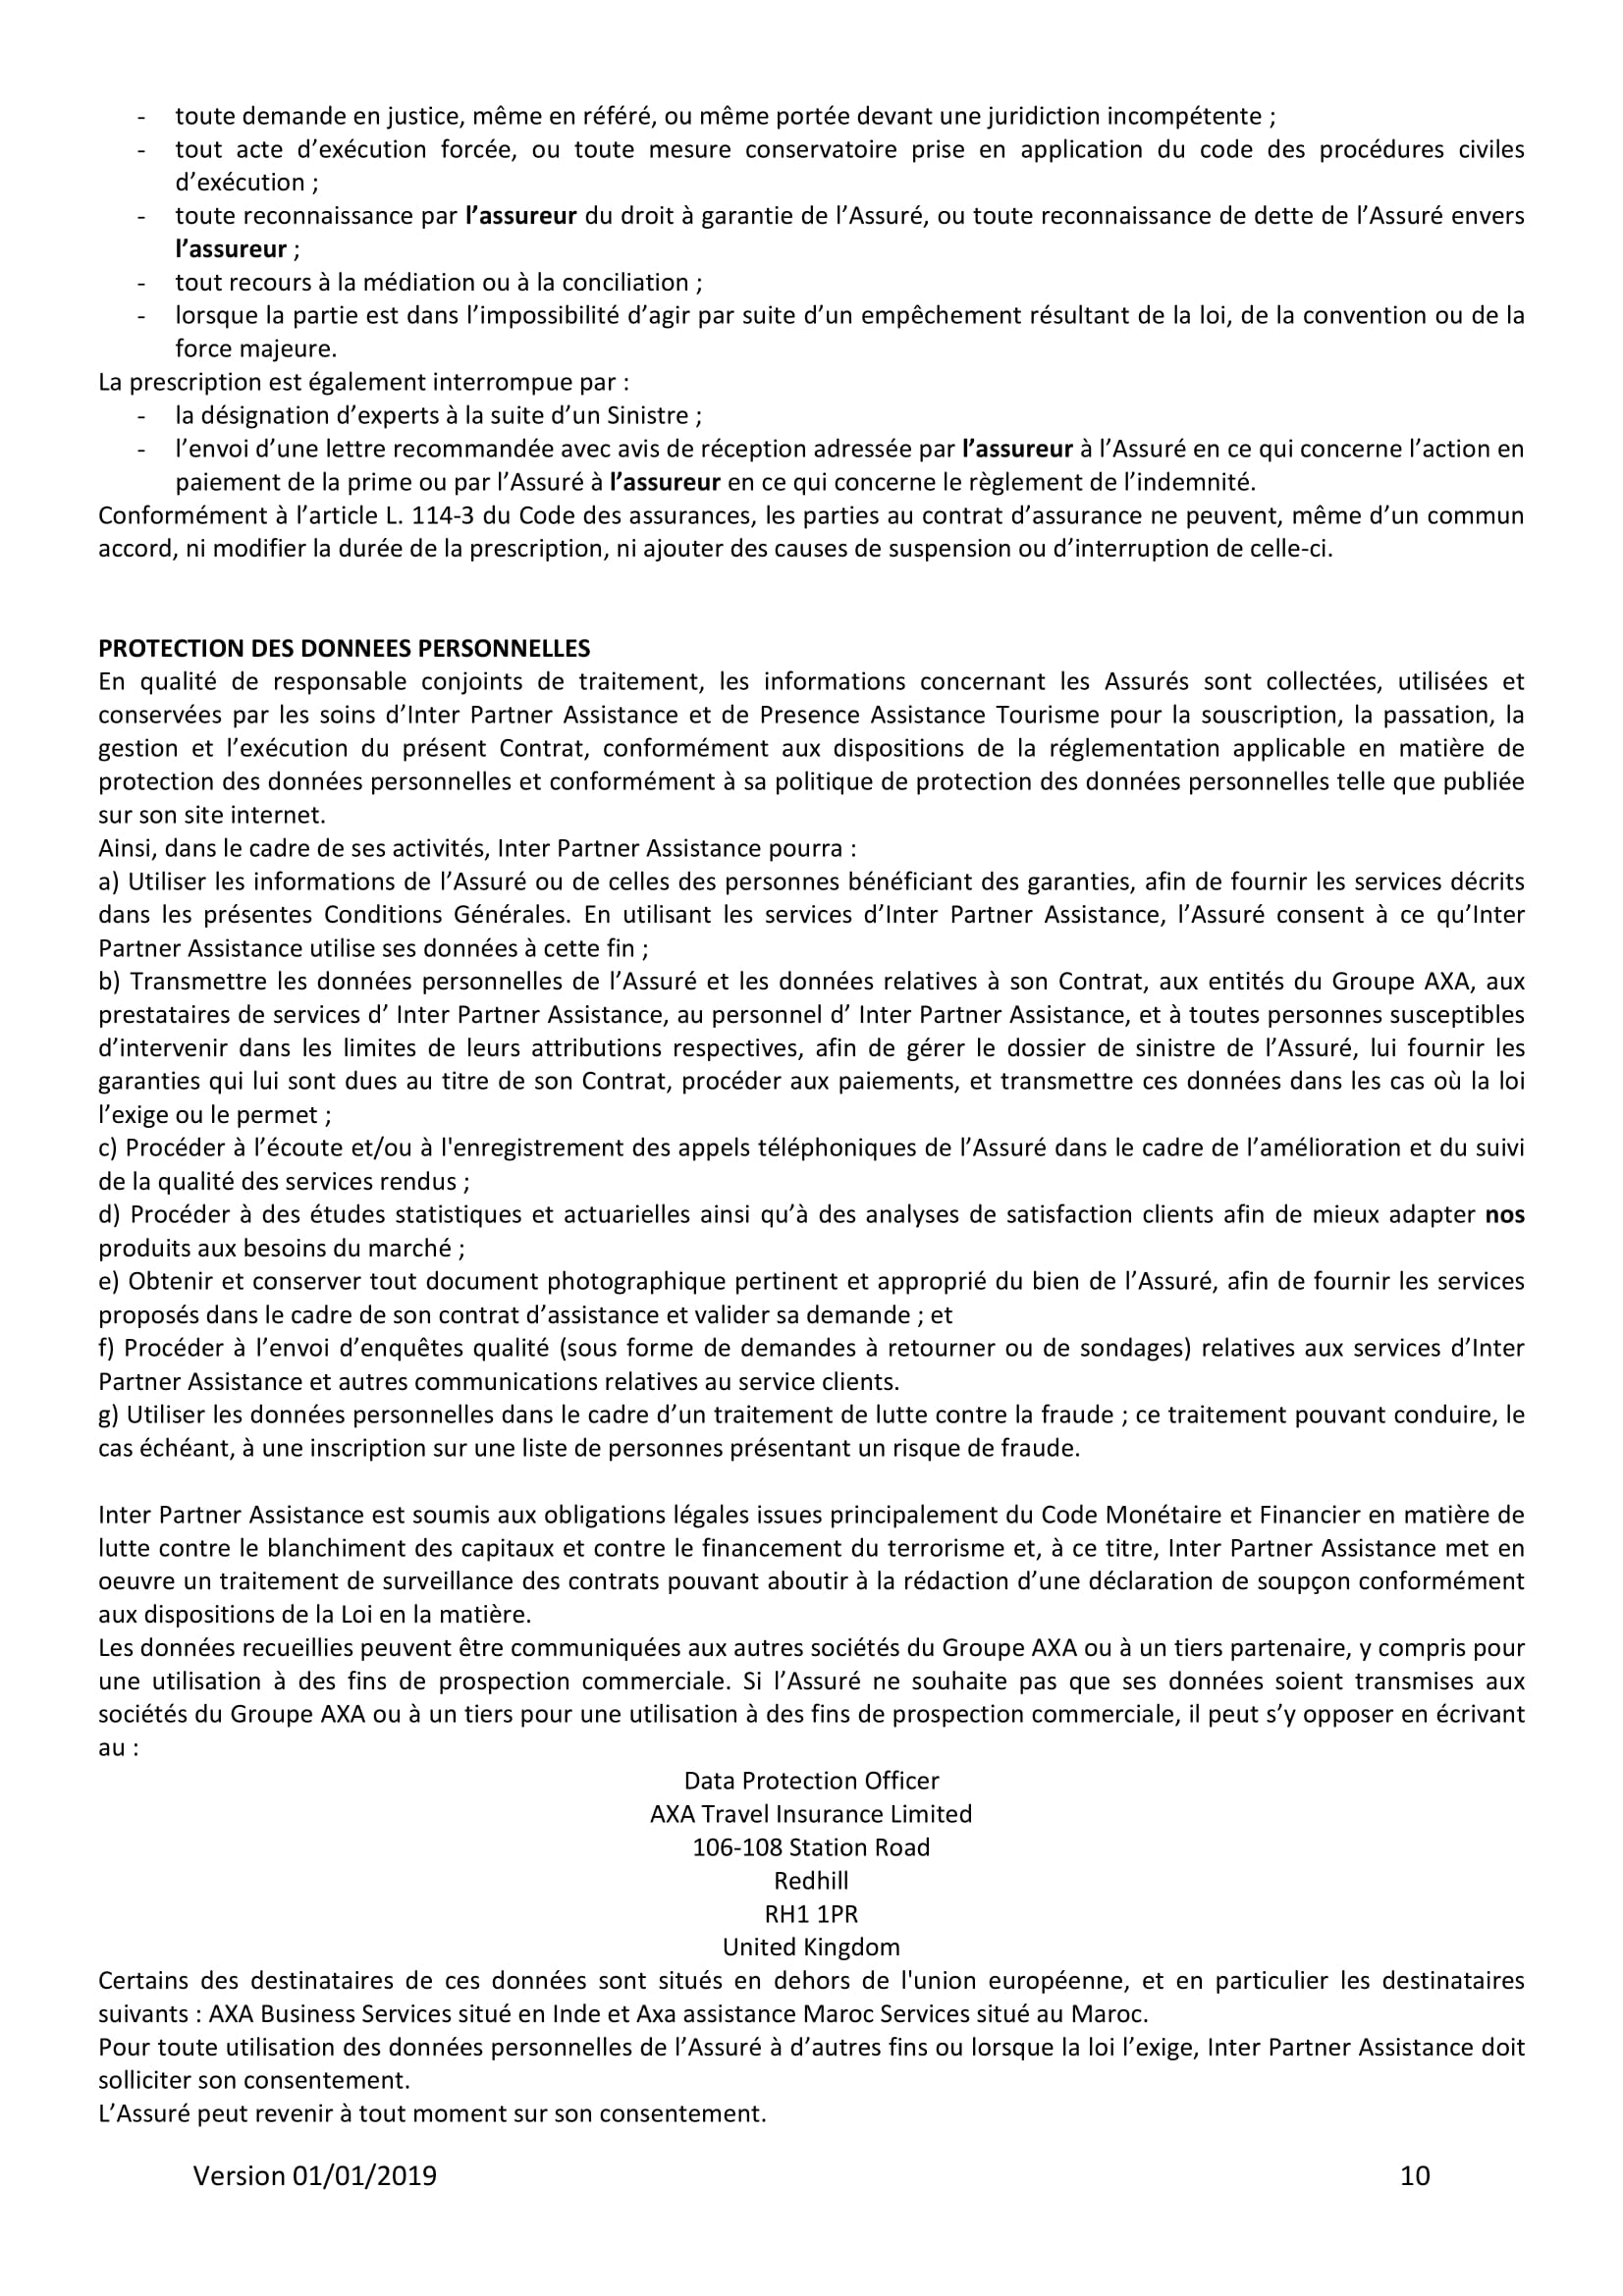 - toute demande en justice, même en référé, ou même portée devant une juridiction incompétente ;
- tout acte d’exécution forcée, ou toute mesure conservatoire prise en application du code des procédures civiles
d’exécution ;
- toute reconnaissance par l’assureur du droit à garantie de l’Assuré, ou toute reconnaissance de dette de l’Assuré envers
l’assureur ;
- tout recours à la médiation ou à la conciliation ;
- lorsque la partie est dans l’impossibilité d’agir par suite d’un empêchement résultant de la loi, de la convention ou de la
force majeure.
La prescription est également interrompue par :
- la désignation d’experts à la suite d’un Sinistre ;
- l’envoi d’une lettre recommandée avec avis de réception adressée par l’assureur à l’Assuré en ce qui concerne l’action en
paiement de la prime ou par l’Assuré à l’assureur en ce qui concerne le règlement de l’indemnité.
Conformément à l’article L. 114-3 du Code des assurances, les parties au contrat d’assurance ne peuvent, même d’un commun
accord, ni modifier la durée de la prescription, ni ajouter des causes de suspension ou d’interruption de celle-ci.
PROTECTION DES DONNEES PERSONNELLES
En qualité de responsable conjoints de traitement, les informations concernant les Assurés sont collectées, utilisées et
conservées par les soins d’Inter Partner Assistance et de Presence Assistance Tourisme pour la souscription, la passation, la
gestion et l’exécution du présent Contrat, conformément aux dispositions de la réglementation applicable en matière de
protection des données personnelles et conformément à sa politique de protection des données personnelles telle que publiée
sur son site internet.
Ainsi, dans le cadre de ses activités, Inter Partner Assistance pourra :
a) Utiliser les informations de l’Assuré ou de celles des personnes bénéficiant des garanties, afin de fournir les services décrits
dans les présentes Conditions Générales. En utilisant les services d’Inter Partner Assistance, l’Assuré consent à ce qu’Inter
Partner Assistance utilise ses données à cette fin ;
b) Transmettre les données personnelles de l’Assuré et les données relatives à son Contrat, aux entités du Groupe AXA, aux
prestataires de services d’ Inter Partner Assistance, au personnel d’ Inter Partner Assistance, et à toutes personnes susceptibles
d’intervenir dans les limites de leurs attributions respectives, afin de gérer le dossier de sinistre de l’Assuré, lui fournir les
garanties qui lui sont dues au titre de son Contrat, procéder aux paiements, et transmettre ces données dans les cas où la loi
l’exige ou le permet ;
c) Procéder à l’écoute et/ou à l'enregistrement des appels téléphoniques de l’Assuré dans le cadre de l’amélioration et du suivi
de la qualité des services rendus ;
d) Procéder à des études statistiques et actuarielles ainsi qu’à des analyses de satisfaction clients afin de mieux adapter nos
produits aux besoins du marché ;
e) Obtenir et conserver tout document photographique pertinent et approprié du bien de l’Assuré, afin de fournir les services
proposés dans le cadre de son contrat d’assistance et valider sa demande ; et
f) Procéder à l’envoi d’enquêtes qualité (sous forme de demandes à retourner ou de sondages) relatives aux services d’Inter
Partner Assistance et autres communications relatives au service clients.
g) Utiliser les données personnelles dans le cadre d’un traitement de lutte contre la fraude ; ce traitement pouvant conduire, le
cas échéant, à une inscription sur une liste de personnes présentant un risque de fraude.
Inter Partner Assistance est soumis aux obligations légales issues principalement du Code Monétaire et Financier en matière de
lutte contre le blanchiment des capitaux et contre le financement du terrorisme et, à ce titre, Inter Partner Assistance met en
oeuvre un traitement de surveillance des contrats pouvant aboutir à la rédaction d’une déclaration de soupçon conformément
aux dispositions de la Loi en la matière.
Les données recueillies peuvent être communiquées aux autres sociétés du Groupe AXA ou à un tiers partenaire, y compris pour
une utilisation à des fins de prospection commerciale. Si l’Assuré ne souhaite pas que ses données soient transmises aux
sociétés du Groupe AXA ou à un tiers pour une utilisation à des fins de prospection commerciale, il peut s’y opposer en écrivant
au :
Data Protection Officer
AXA Travel Insurance Limited
106-108 Station Road
Redhill
RH1 1PR
United Kingdom
Certains des destinataires de ces données sont situés en dehors de l'union européenne, et en particulier les destinataires
suivants : AXA Business Services situé en Inde et Axa assistance Maroc Services situé au Maroc.
Pour toute utilisation des données personnelles de l’Assuré à d’autres fins ou lorsque la loi l’exige, Inter Partner Assistance doit
solliciter son consentement.
L’Assuré peut revenir à tout moment sur son consentement.
Version 01/01/2019 10